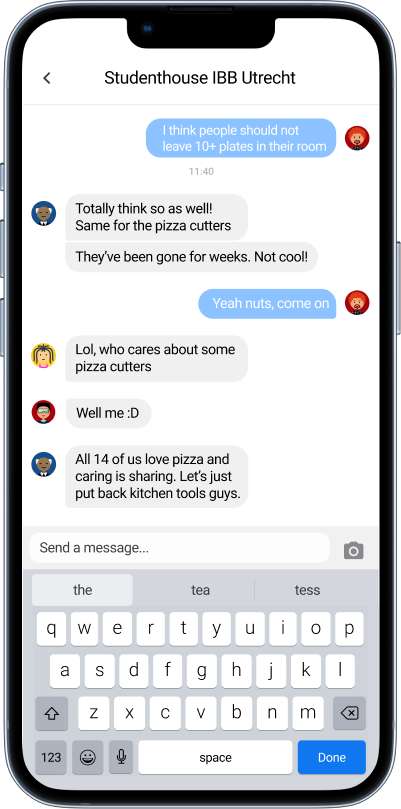 Studenthouse IBB Utrecht
I think people should not
leave 10+ plates in their room
11:40
Totally think so as well!
Same for the pizza cutters
They've been gone for weeks. Not cool!
Yeah nuts, come on
Lol, who cares about some
pizza cutters
Well me :D
All 14 of us love pizza and
caring is sharing. Let's just
put back kitchen tools guys.
Send a message...
the tea tess
q w e r t y u i o p
a s d f g h j k l
z x c v b n m
123 space Done